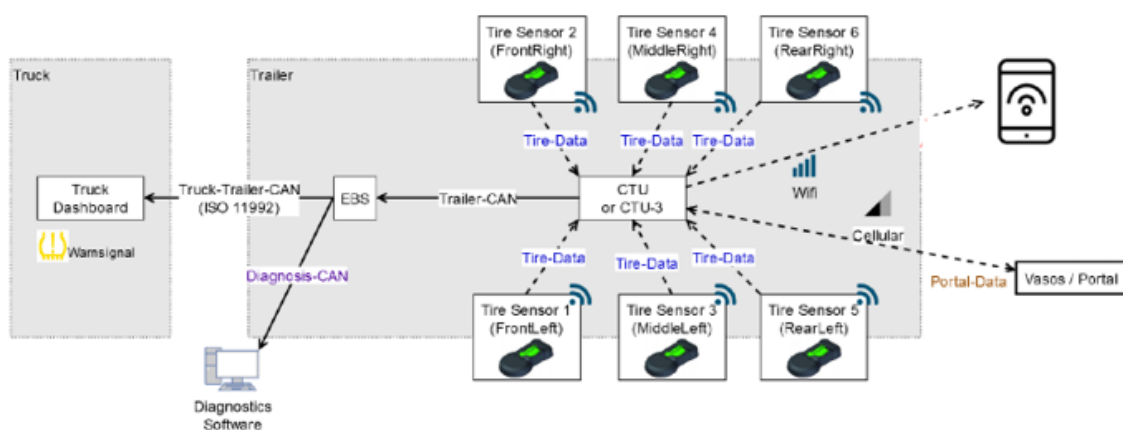 Truck
Trailer
Tire Sensor 2
(FrontRight)
Tire Sensor 4
(MiddleRight)
Tire Sensor 6
(RearRight)
Tire-Data
Tire-Data
Tire-Data
Truck
Dashboard
Warnsignal
Truck-Trailer-CAN
(ISO 11992)
EBS
Trailer-CAN
CTU
or CTU-3
Wifi
Cellular
Diagnosis-CAN
Tire-Data
Tire-Data
Tire-Data
Portal-Data
Vasos / Portal
Tire Sensor 1
(FrontLeft)
Tire Sensor 3
(MiddleLeft)
Tire Sensor 5
(RearLeft)
Diagnostics
Software